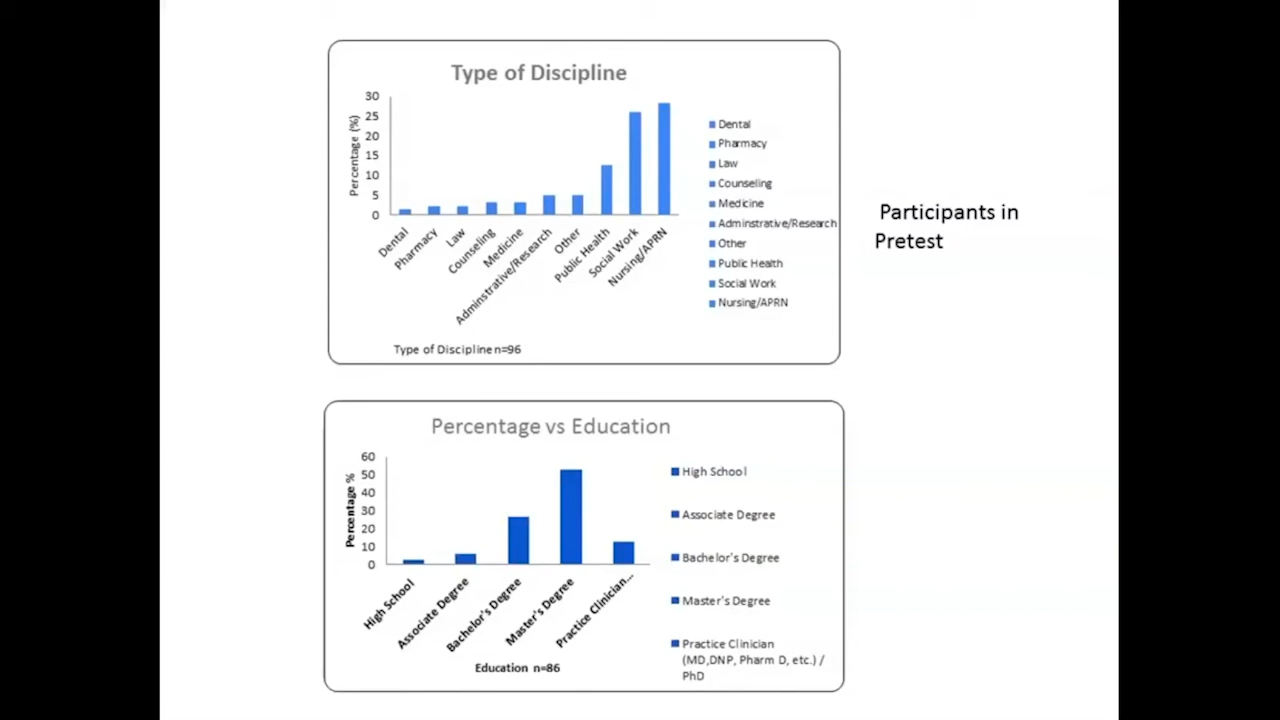 Type of Discipline
Percentage (%)
30
25
20
15
10
5
0
Dental
Pharmacy
Law
Counseling
Medicine
Adminstrative/Research
Other
Public Health
Social Work
Nursing/APRN
Type of Discipline n=96
Dental
Pharmacy
Law
Counseling
Medicine
Adminstrative/Research
Other
Public Health
Social Work
Nursing/APRN
Participants in
Pretest
Percentage vs Education
Percentage %
60
50
40
30
20
10
0
High School
Associate Degree
Bachelor's Degree
Master's Degree
Practice Clinician...
Education n=86
High School
Associate Degree
Bachelor's Degree
Master's Degree
Practice Clinician
(MD,DNP, Pharm D, etc.) /
PhD